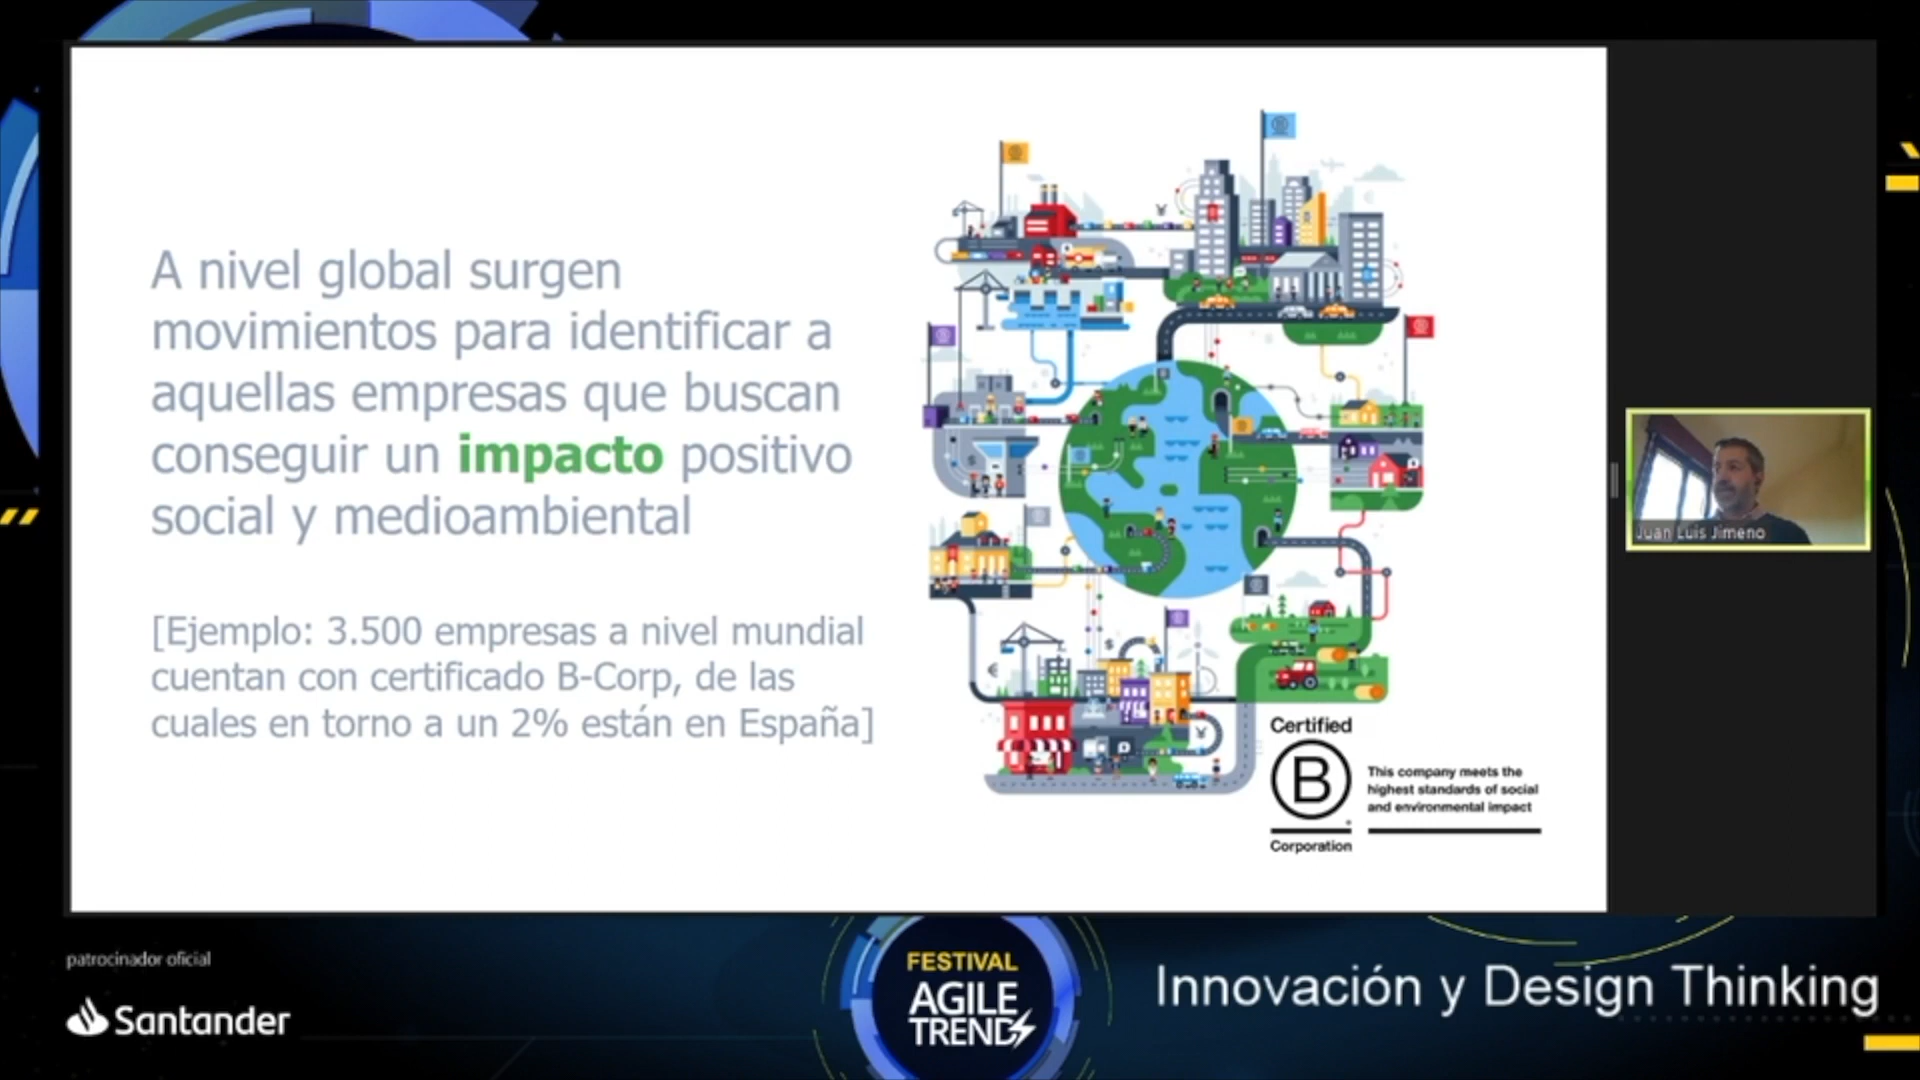 A nivel global surgen
movimientos para identificar a
aquellas empresas que buscan
conseguir un impacto positivo
social y medioambiental
[Ejemplo: 3.500 empresas a nivel mundial
cuentan con certificado B-Corp, de las
cuales en torno a un 2% están en España]
Certified
B
Corporation
This company meets the
highest standards of social
and environmental impact
Juan Luis Jimeno
patrocinador oficial
Santander
FESTIVAL
AGILE
TRENDS
Innovación y Design Thinking